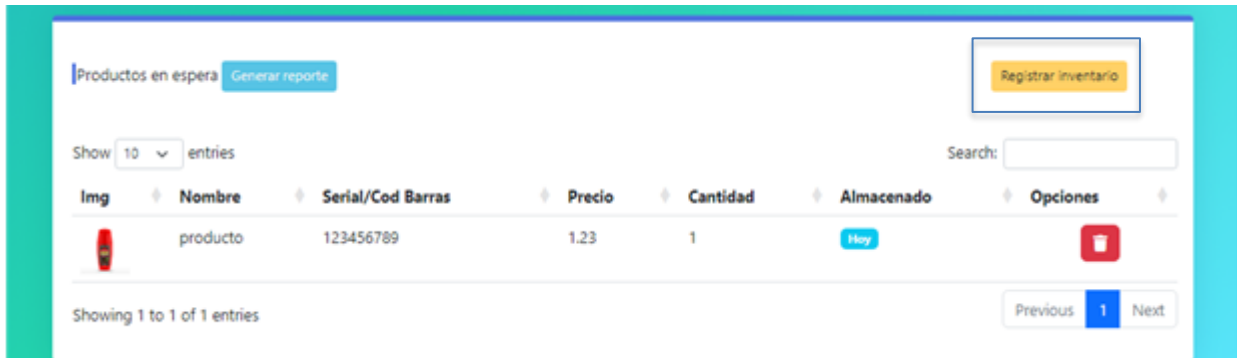 Productos en espera Generar reporte Registrar inventario
Show 10 entries Search:
Img Nombre Serial/Cod Barras Precio Cantidad Almacenado Opciones
producto 123456789 1.23 1 Hoy
Showing 1 to 1 of 1 entries Previous 1 Next